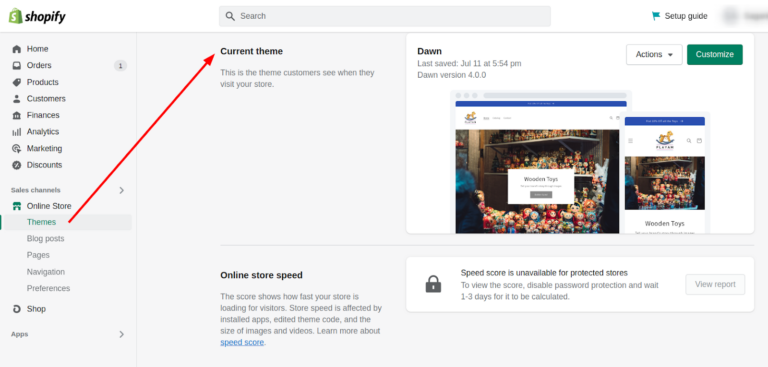 shopify
Search
Setup guide
Home
Orders
1
Products
Customers
Finances
Analytics
Marketing
Discounts
Sales channels
Online Store
Themes
Blog posts
Pages
Navigation
Preferences
Shop
Apps
Current theme
This is the theme customers see when they
visit your store.
Dawn
Last saved: Jul 11 at 5:54 pm
Dawn version 4.0.0
Actions
Customize
PLAYAM
Wooden Toys
PLAYAM
Wooden Toys
Online store speed
The score shows how fast your store is
loading for visitors. Store speed is affected by
installed apps, edited theme code, and the
size of images and videos. Learn more about
speed score.
Speed score is unavailable for protected stores
To view the score, disable password protection and wait
1-3 days for it to be calculated.
View report